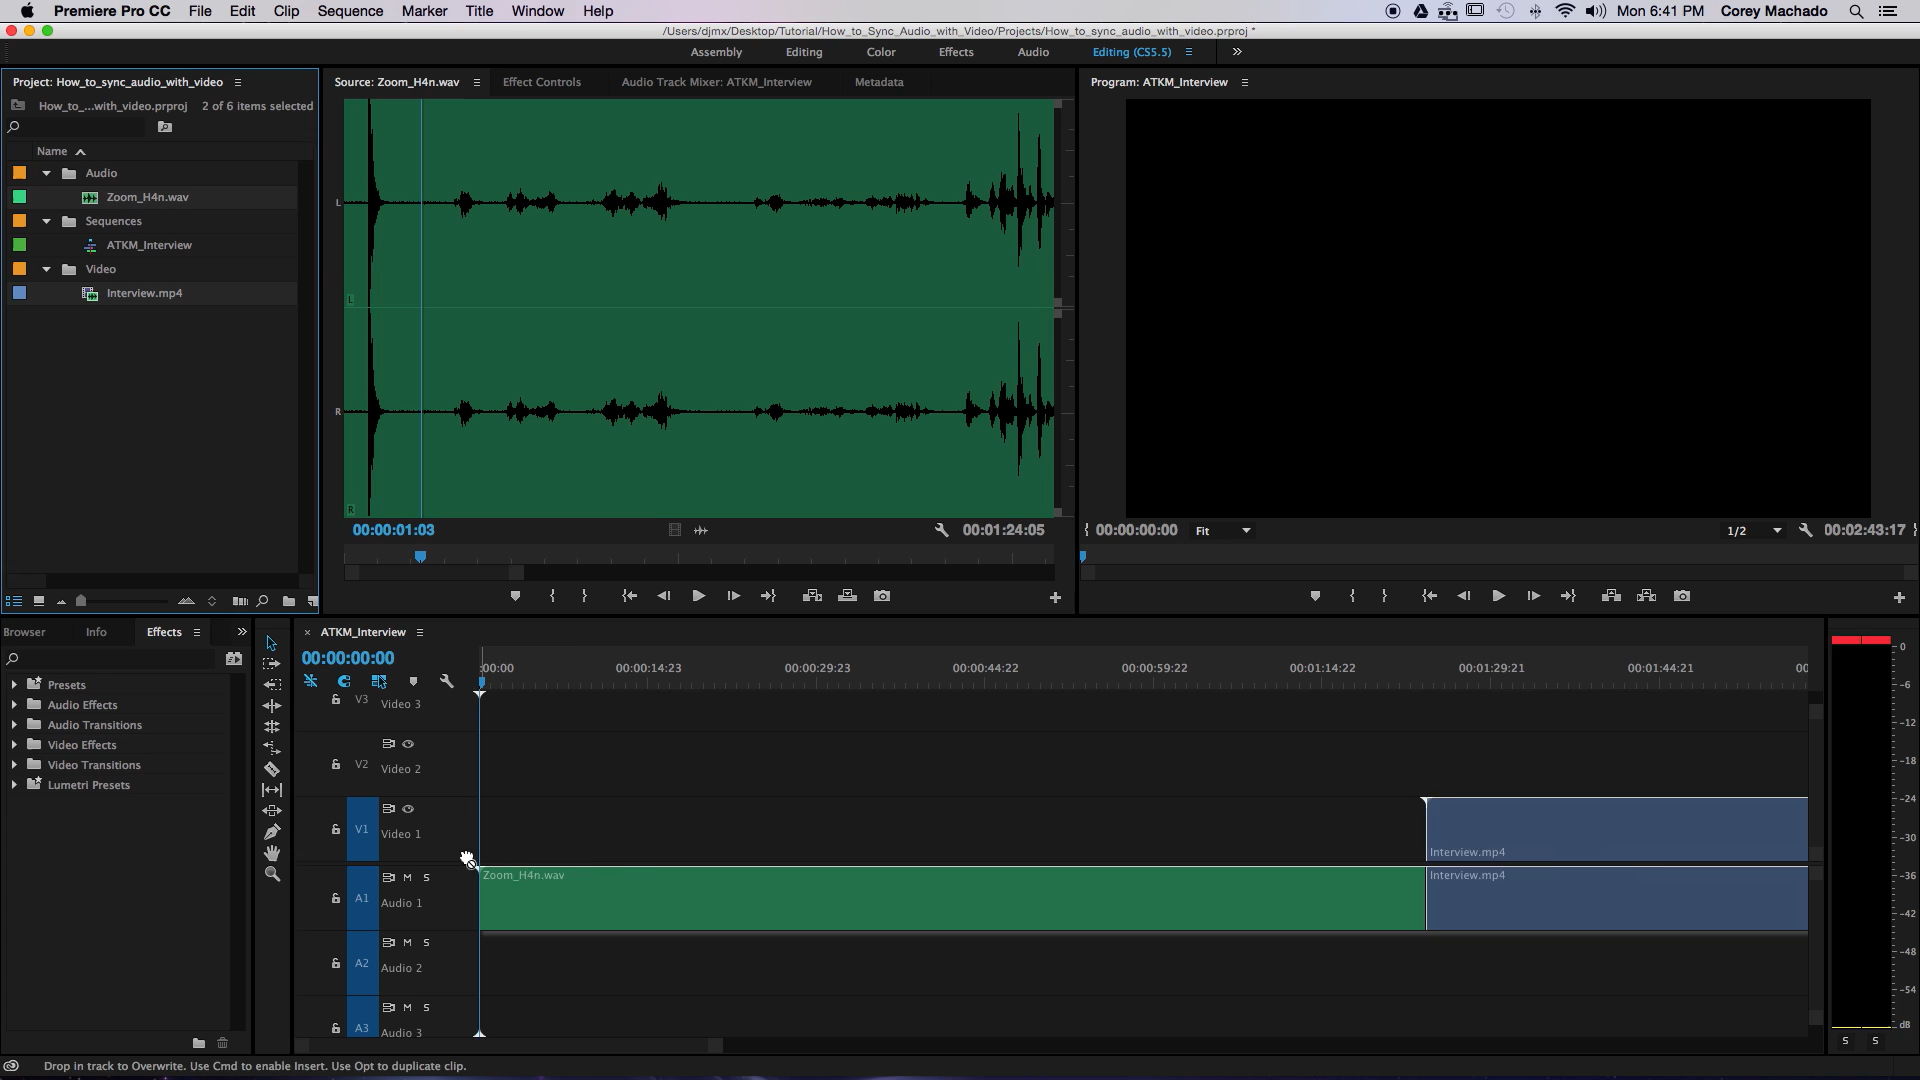 Premiere Pro CC File Edit Clip Sequence Marker Title Window Help Mon 6:41 PM Corey Machado
/Users/djmx/Desktop/Tutorial/How_to_Sync_Audio_with_Video/Projects/How_to_sync_audio_with_video.prproj *
Assembly Editing Color Effects Audio Editing (CS5.5)
Project: How_to_sync_audio_with_video
How_to_...with_video.prproj 2 of 6 items selected
Name
Audio
Zoom_H4n.wav
Sequences
ATKM_Interview
Video
Interview.mp4
Source: Zoom_H4n.wav Effect Controls Audio Track Mixer: ATKM_Interview Metadata
L
L
R
R
00:00:01:03 00:01:24:05
Program: ATKM_Interview
00:00:00:00 Fit 1/2 00:02:43:17
Browser Info Effects
Presets
Audio Effects
Audio Transitions
Video Effects
Video Transitions
Lumetri Presets
× ATKM_Interview
00:00:00:00
:00:00 00:00:14:23 00:00:29:23 00:00:44:22 00:00:59:22 00:01:14:22 00:01:29:21 00:01:44:21 00
V3 Video 3
V2 Video 2
V1 Video 1
Interview.mp4
A1 M S Audio 1
Zoom_H4n.wav Interview.mp4
A2 M S Audio 2
A3 M S Audio 3
0
-6
-12
-18
-24
-30
-36
-42
-48
-54
dB
S S
Drop in track to Overwrite. Use Cmd to enable Insert. Use Opt to duplicate clip.